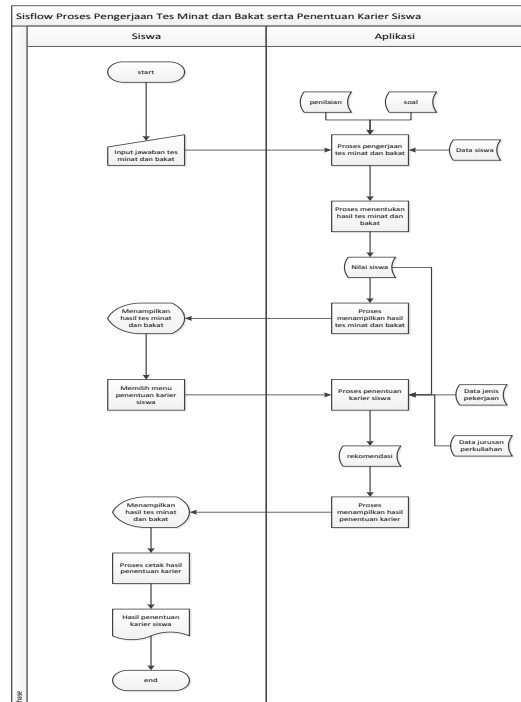 Sisflow Proses Pengerjaan Tes Minat dan Bakat serta Penentuan Karier Siswa
Siswa
Aplikasi
start
penilaian
soal
Input jawaban tes
minat dan bakat
Proses pengerjaan
tes minat dan bakat
Data siswa
Proses menentukan
hasil tes minat dan
bakat
Nilai siswa
Menampilkan
hasil tes minat
dan bakat
Proses
menampilkan hasil
tes minat dan bakat
Memilih menu
penentuan karier
siswa
Proses penentuan
karier siswa
Data jenis
pekerjaan
Data jurusan
perkuliahan
rekomendasi
Menampilkan
hasil tes minat
dan bakat
Proses
menampilkan hasil
penentuan karier
Proses cetak hasil
penentuan karier
Hasil penentuan
karier siswa
end